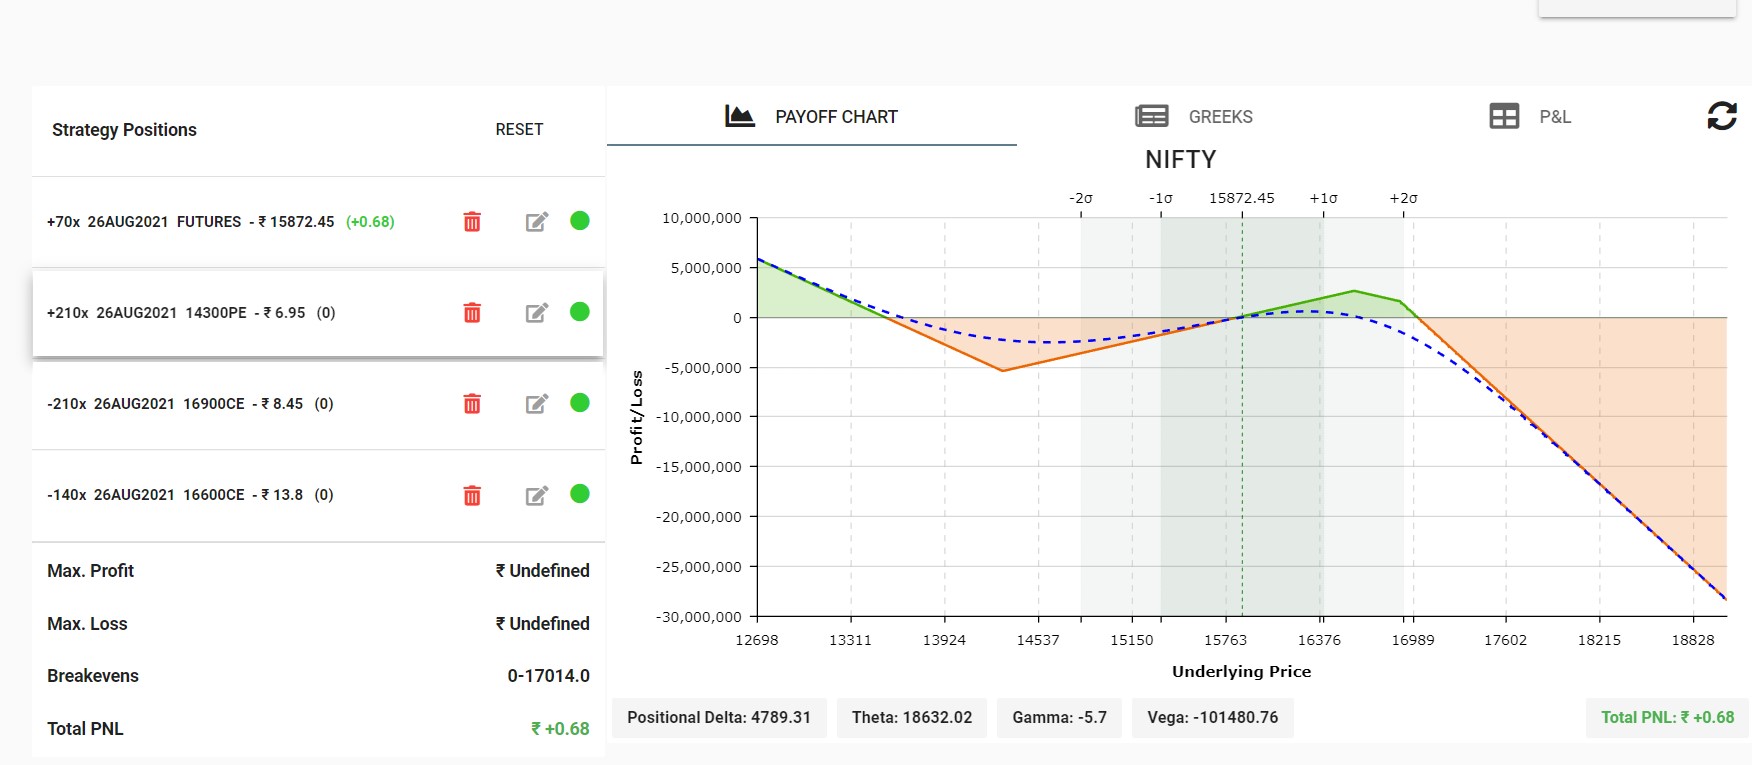 Strategy Positions RESET
+70x 26AUG2021 FUTURES - ₹ 15872.45 (+0.68)
+210x 26AUG2021 14300PE - ₹ 6.95 (0)
-210x 26AUG2021 16900CE - ₹ 8.45 (0)
-140x 26AUG2021 16600CE - ₹ 13.8 (0)
Max. Profit ₹ Undefined
Max. Loss ₹ Undefined
Breakevens 0-17014.0
Total PNL ₹ +0.68
PAYOFF CHART GREEKS P&L
NIFTY
-2σ -1σ 15872.45 +1σ +2σ
10,000,000
5,000,000
0
-5,000,000
-10,000,000
-15,000,000
-20,000,000
-25,000,000
-30,000,000
Profit/Loss
12698 13311 13924 14537 15150 15763 16376 16989 17602 18215 18828
Underlying Price
Positional Delta: 4789.31 Theta: 18632.02 Gamma: -5.7 Vega: -101480.76 Total PNL: ₹ +0.68